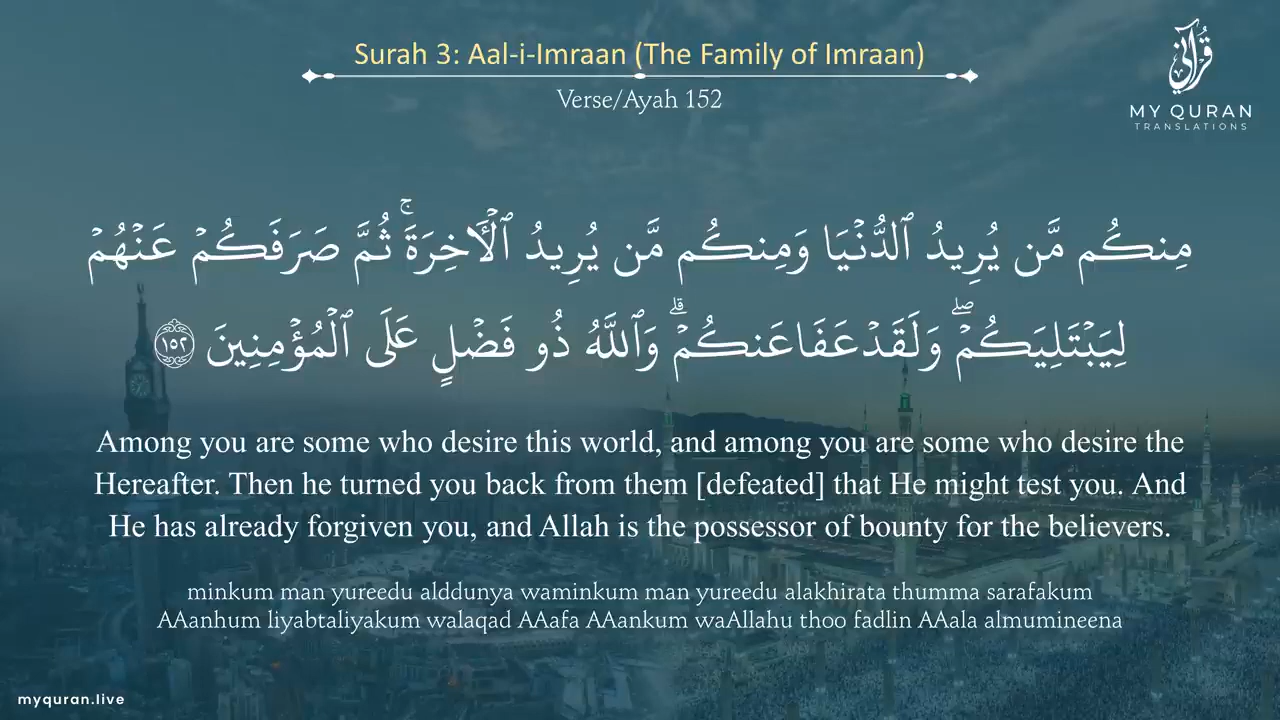 Surah 3: Aal-i-Imraan (The Family of Imraan)
Verse/Ayah 152
قُرْآنِي
MY QURAN
TRANSLATIONS
مِنكُم مَّن يُرِيدُ ٱلدُّنْيَا وَمِنكُم مَّن يُرِيدُ ٱلْأَخِرَةَ ۚ ثُمَّ صَرَفَكُمْ عَنْهُمْ
لِيَبْتَلِيَكُمْ ۖ وَلَقَدْ عَفَا عَنكُمْ ۗ وَٱللَّهُ ذُو فَضْلٍ عَلَى ٱلْمُؤْمِنِينَ ١٥٢
Among you are some who desire this world, and among you are some who desire the
Hereafter. Then he turned you back from them [defeated] that He might test you. And
He has already forgiven you, and Allah is the possessor of bounty for the believers.
minkum man yureedu alddunya waminkum man yureedu alakhirata thumma sarafakum
AAanhum liyabtaliyakum walaqad AAafa AAankum waAllahu thoo fadlin AAala almumineena
myquran.live